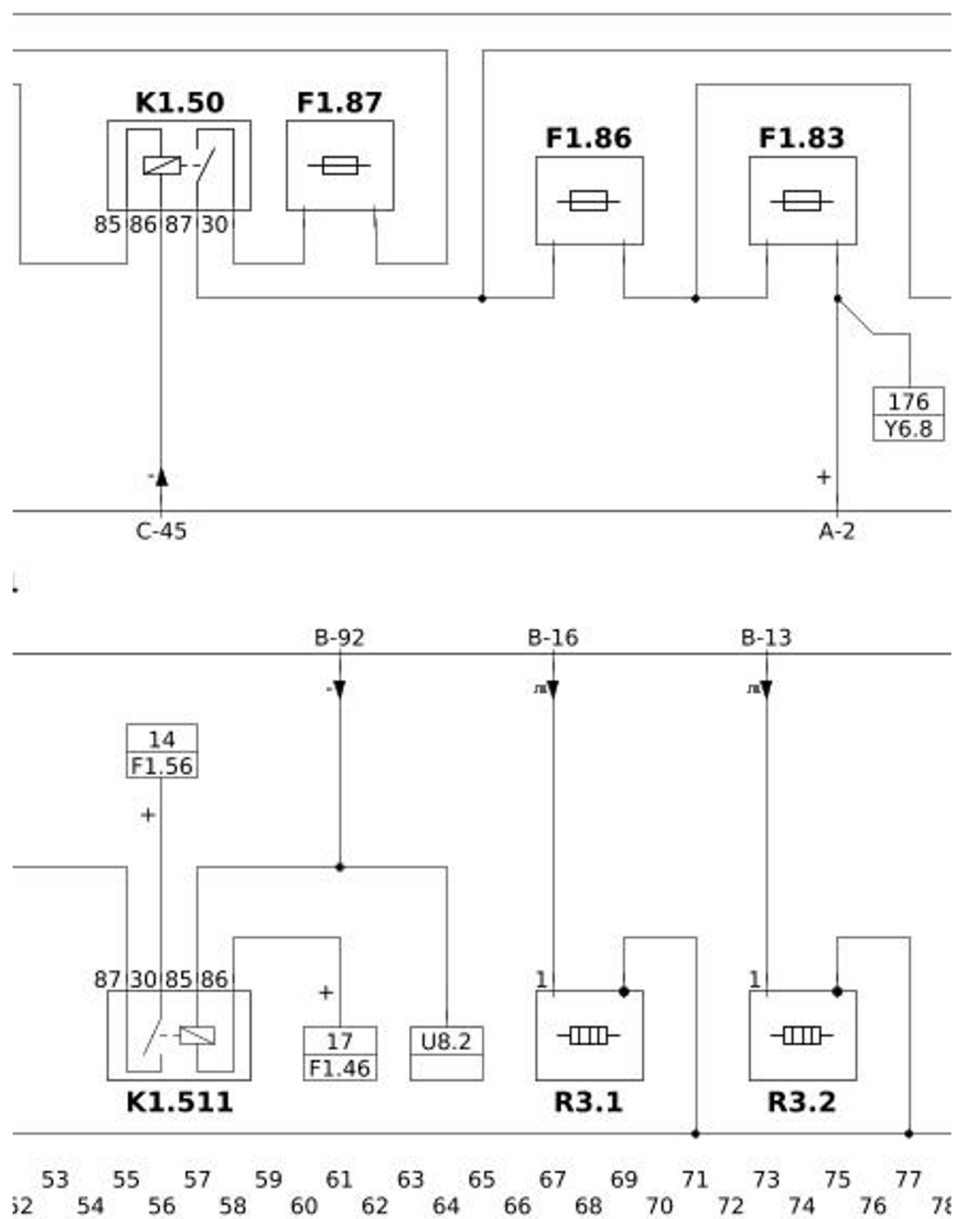 K1.50 F1.87
F1.86 F1.83
85 86 87 30
176
Y6.8
- +
C-45 A-2
B-92 B-16 B-13
-
14
F1.56
+
87 30 85 86 1 1
+
17 U8.2
F1.46
K1.511 R3.1 R3.2
53 55 57 59 61 63 65 67 69 71 73 75 77
54 56 58 60 62 64 66 68 70 72 74 76